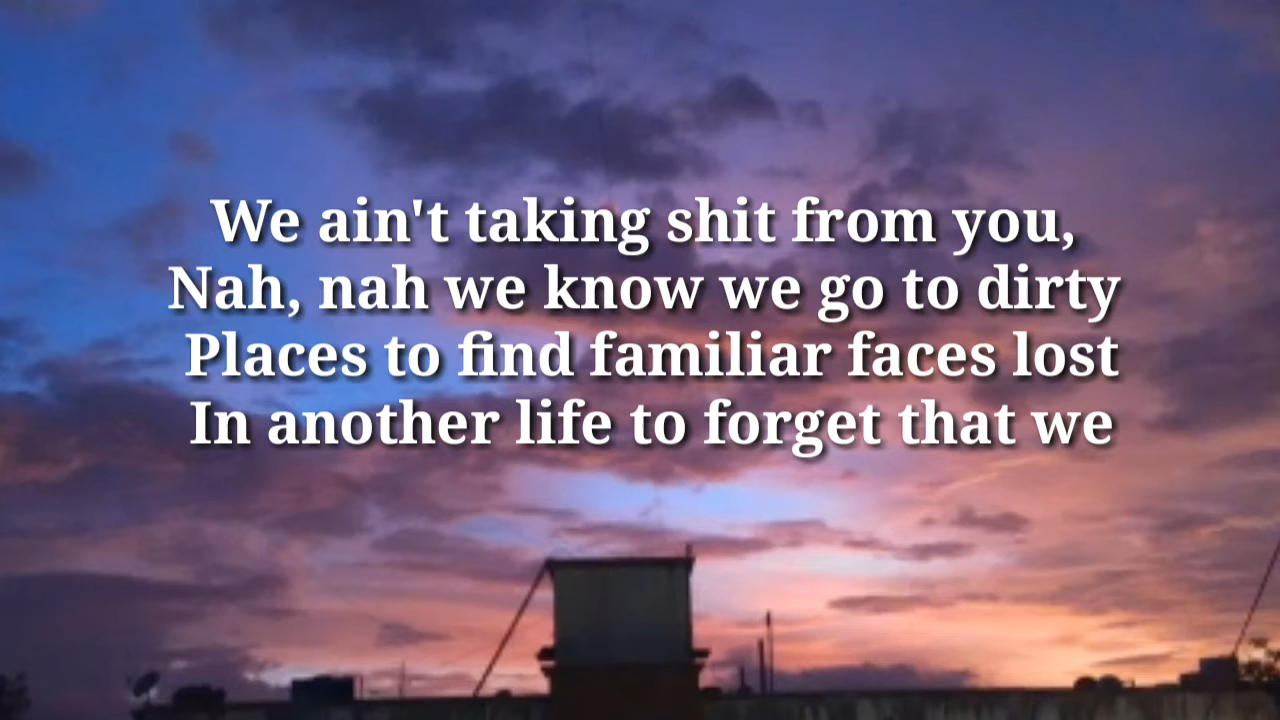 We ain't taking shit from you,
Nah, nah we know we go to dirty
Places to find familiar faces lost
In another life to forget that we